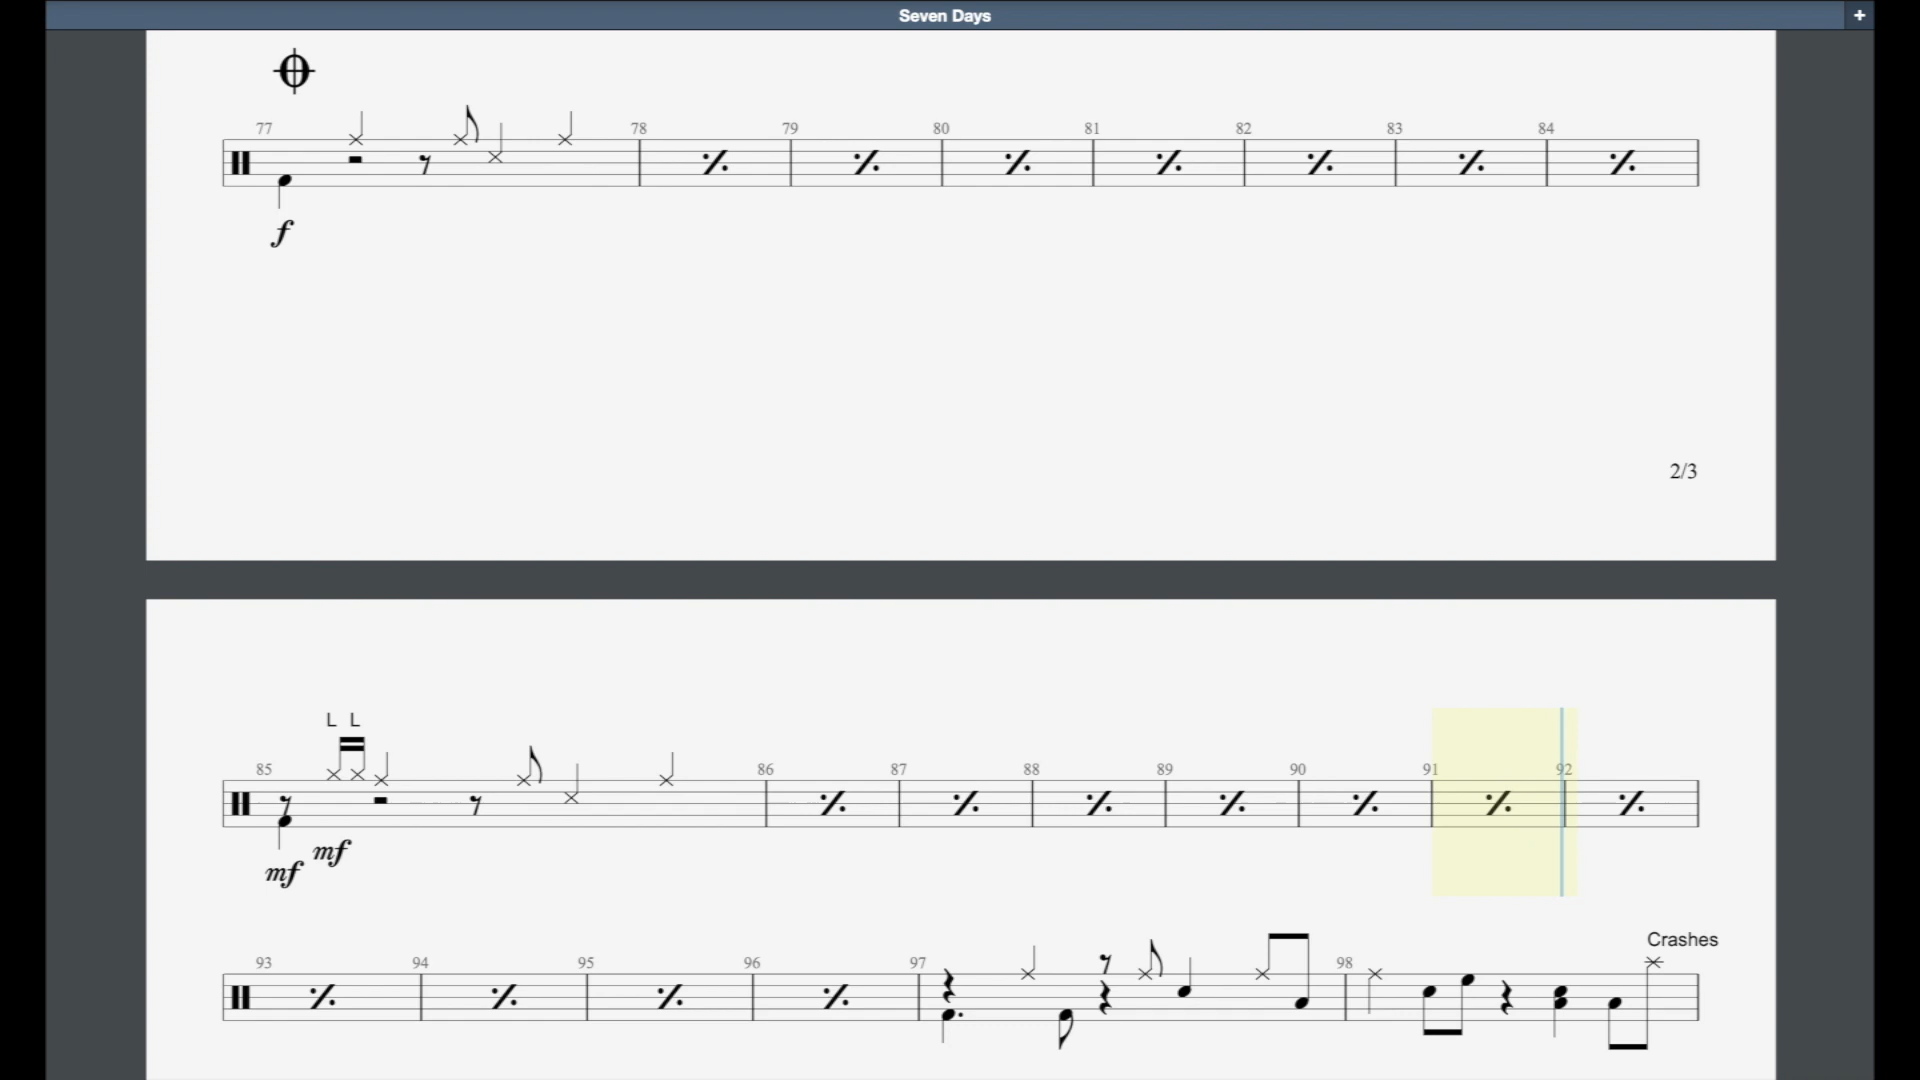 Seven Days +
77 78 79 80 81 82 83 84
f
2/3
L L
85 86 87 88 89 90 91 92
mf mf
Crashes
93 94 95 96 97 98